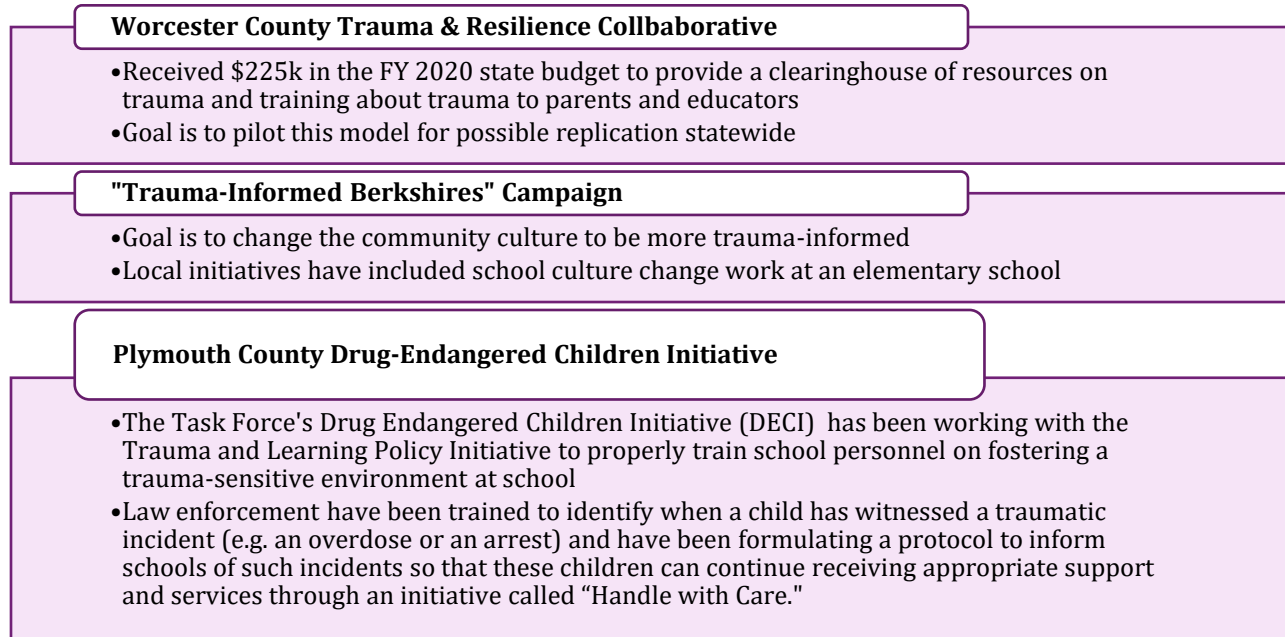 Worcester County Trauma & Resilience Collbaborative
•Received $225k in the FY 2020 state budget to provide a clearinghouse of resources on
trauma and training about trauma to parents and educators
•Goal is to pilot this model for possible replication statewide
"Trauma-Informed Berkshires" Campaign
•Goal is to change the community culture to be more trauma-informed
•Local initiatives have included school culture change work at an elementary school
Plymouth County Drug-Endangered Children Initiative
•The Task Force's Drug Endangered Children Initiative (DECI)  has been working with the
Trauma and Learning Policy Initiative to properly train school personnel on fostering a
trauma-sensitive environment at school
•Law enforcement have been trained to identify when a child has witnessed a traumatic
incident (e.g. an overdose or an arrest) and have been formulating a protocol to inform
schools of such incidents so that these children can continue receiving appropriate support
and services through an initiative called “Handle with Care."